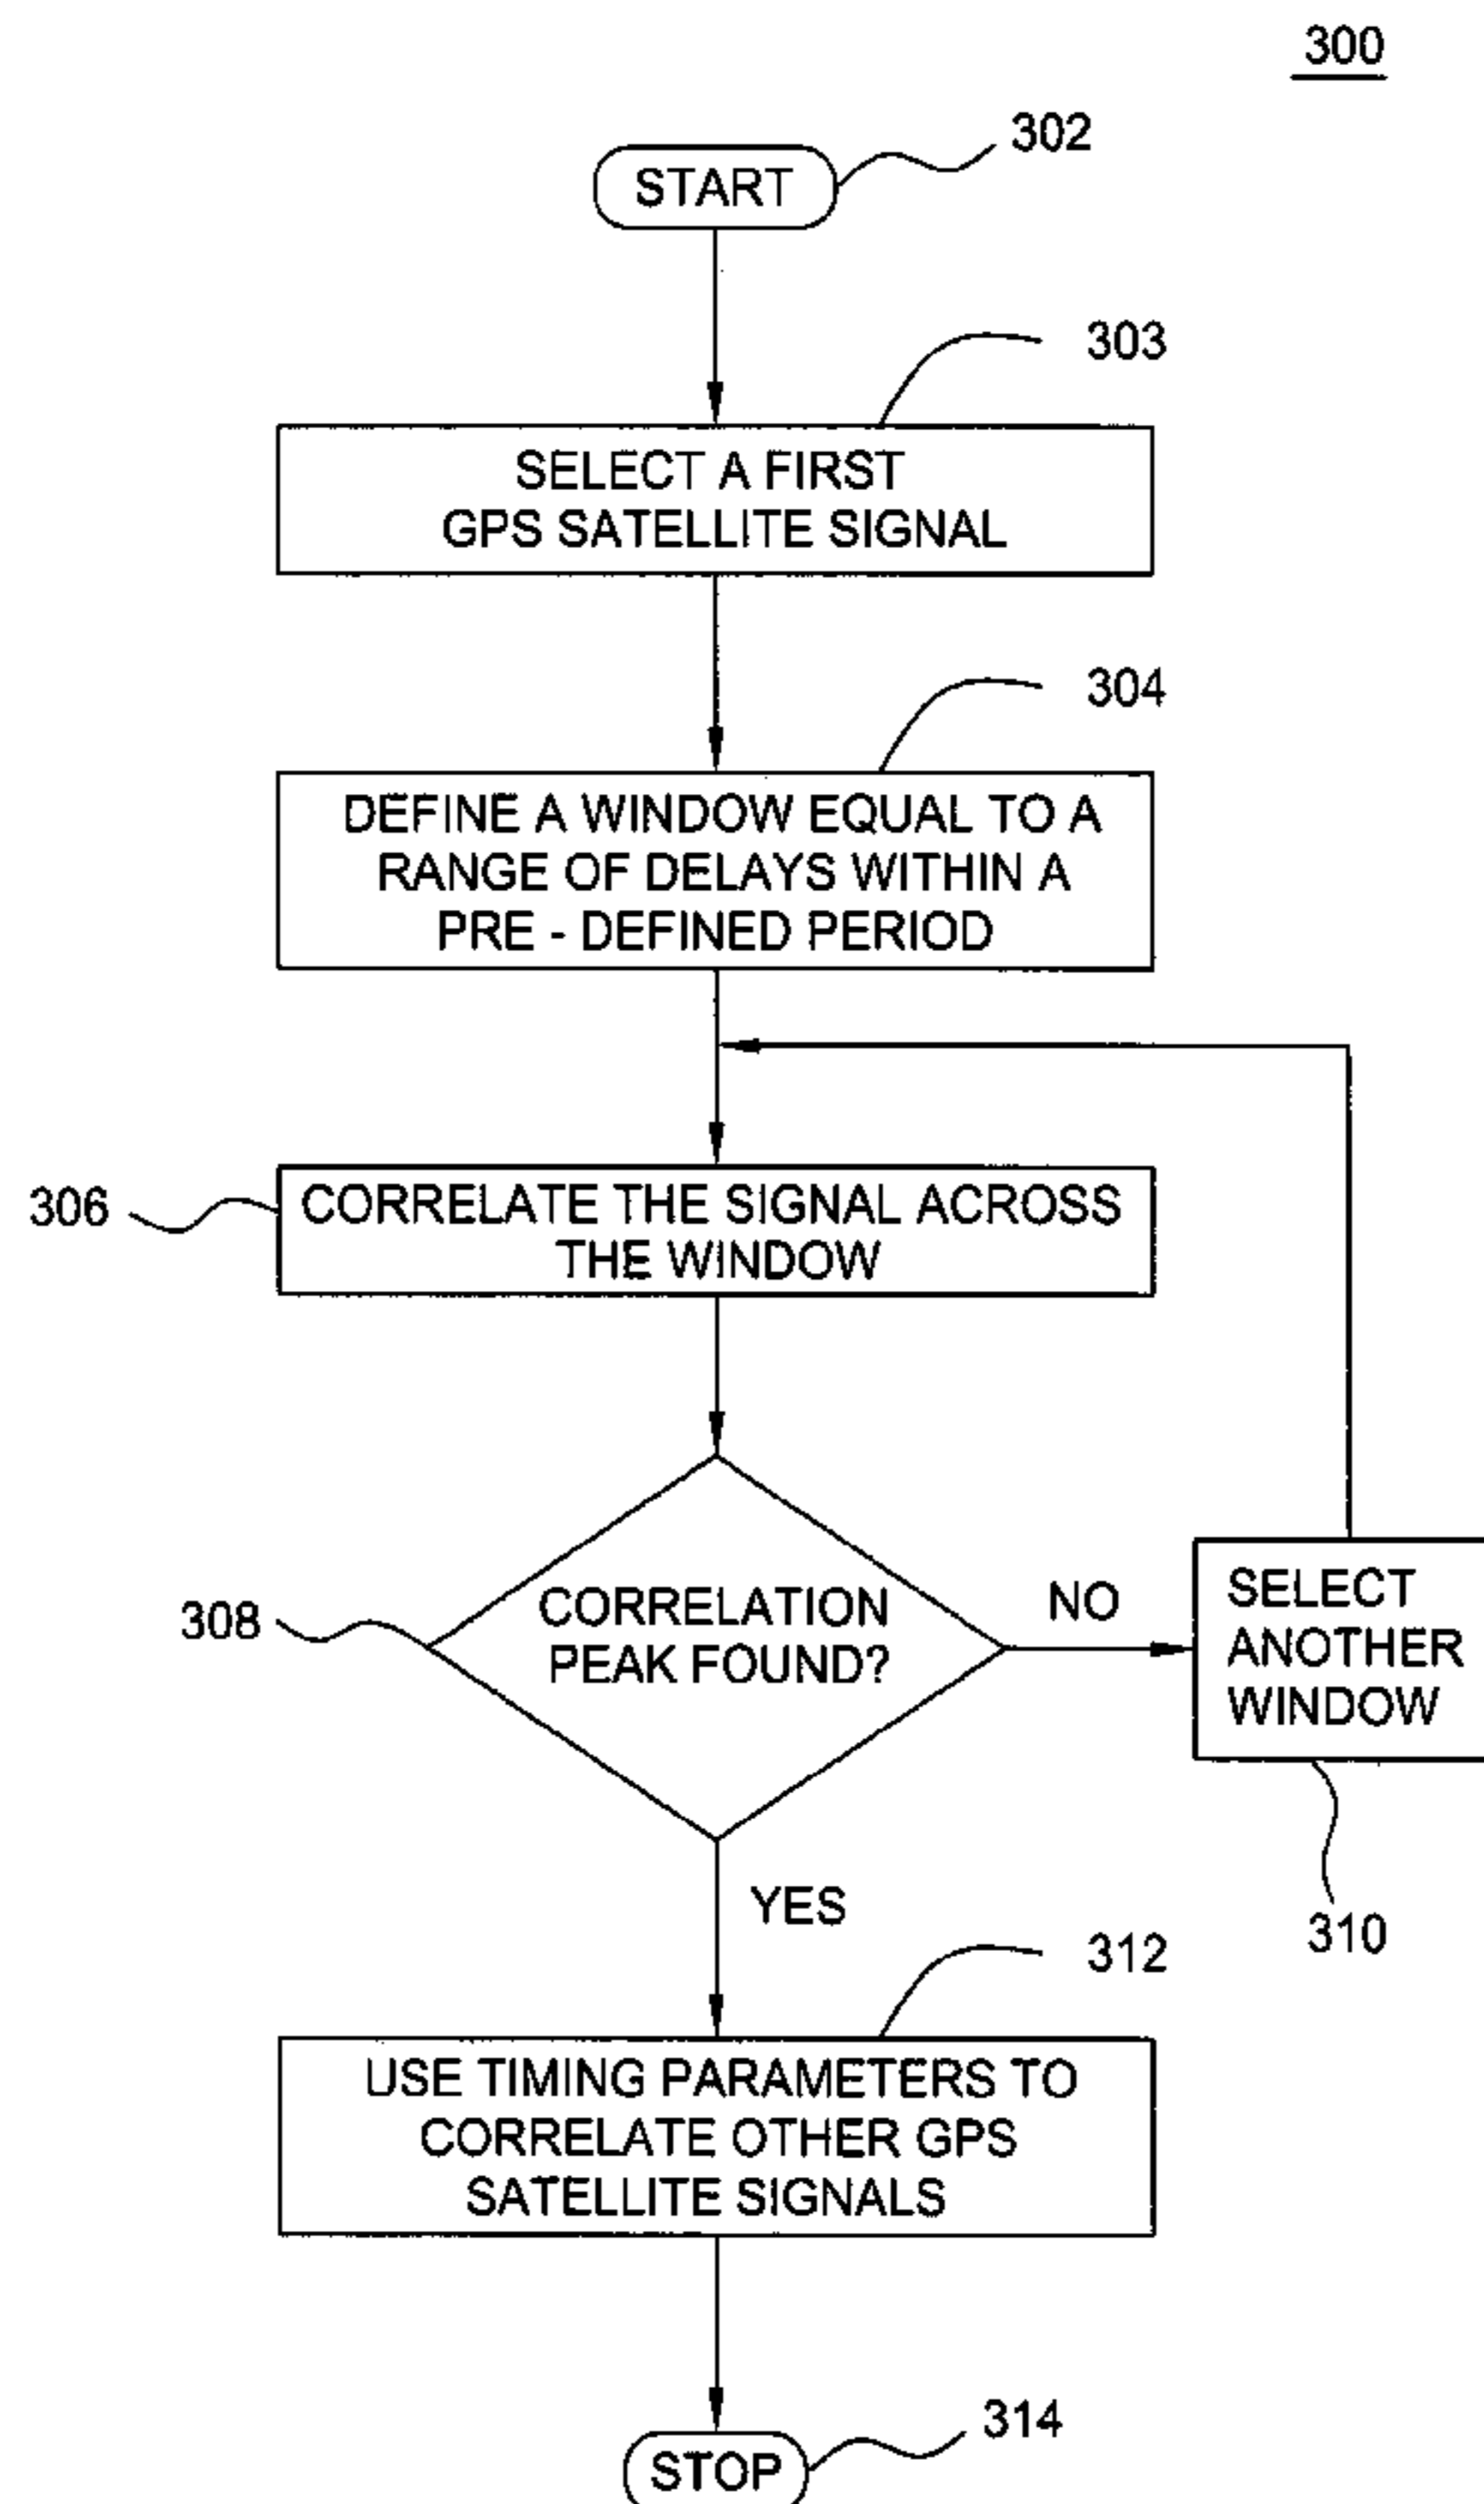 300
302
START
303
SELECT A FIRST
GPS SATELLITE SIGNAL
304
DEFINE A WINDOW EQUAL TO A
RANGE OF DELAYS WITHIN A
PRE - DEFINED PERIOD
306
CORRELATE THE SIGNAL ACROSS
THE WINDOW
308
CORRELATION
PEAK FOUND?
NO
SELECT
ANOTHER
WINDOW
310
YES
312
USE TIMING PARAMETERS TO
CORRELATE OTHER GPS
SATELLITE SIGNALS
314
STOP